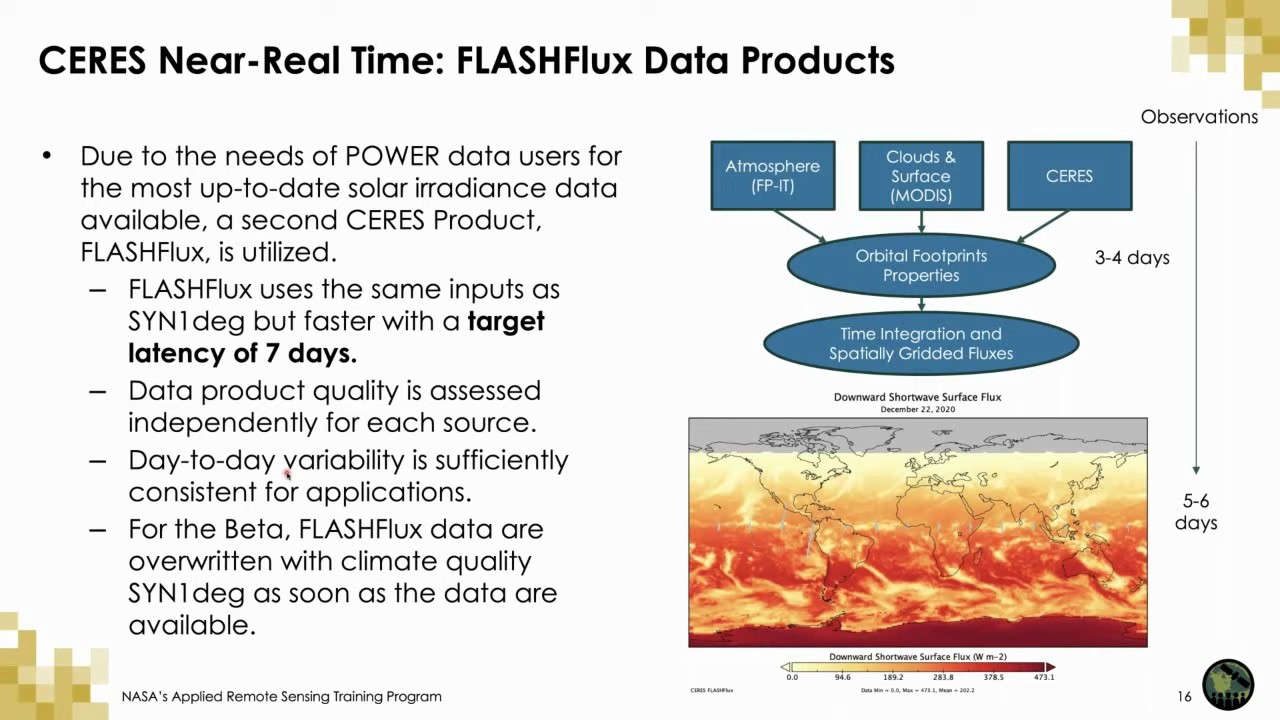 CERES Near-Real Time: FLASHFlux Data Products
• Due to the needs of POWER data users for
the most up-to-date solar irradiance data
available, a second CERES Product,
FLASHFlux, is utilized.
– FLASHFlux uses the same inputs as
SYN1deg but faster with a target
latency of 7 days.
– Data product quality is assessed
independently for each source.
– Day-to-day variability is sufficiently
consistent for applications.
– For the Beta, FLASHFlux data are
overwritten with climate quality
SYN1deg as soon as the data are
available.
Observations
Atmosphere
(FP-IT)
Clouds &
Surface
(MODIS)
CERES
Orbital Footprints
Properties
3-4 days
Time Integration and
Spatially Gridded Fluxes
Downward Shortwave Surface Flux
December 22, 2020
5-6
days
Downward Shortwave Surface Flux (W m-2)
0.0 94.6 189.2 283.8 378.5 473.1
CERES FLASHFlux
Data Min = 0.0, Max = 473.1, Mean = 202.2
NASA's Applied Remote Sensing Training Program
16